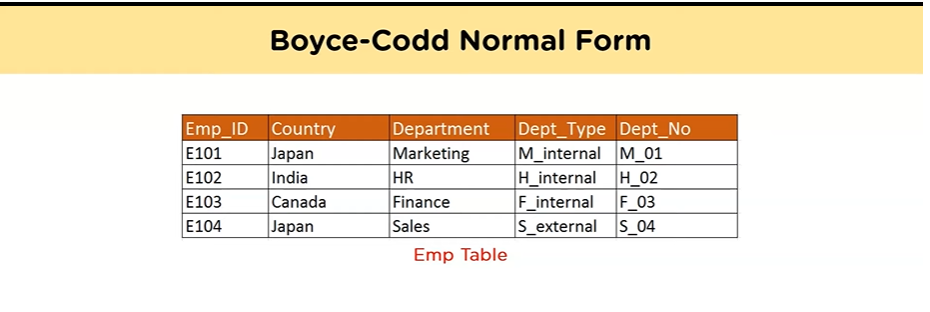 Boyce-Codd Normal Form
Emp_ID Country Department Dept_Type Dept_No
E101 Japan Marketing M_internal M_01
E102 India HR H_internal H_02
E103 Canada Finance F_internal F_03
E104 Japan Sales S_external S_04
Emp Table